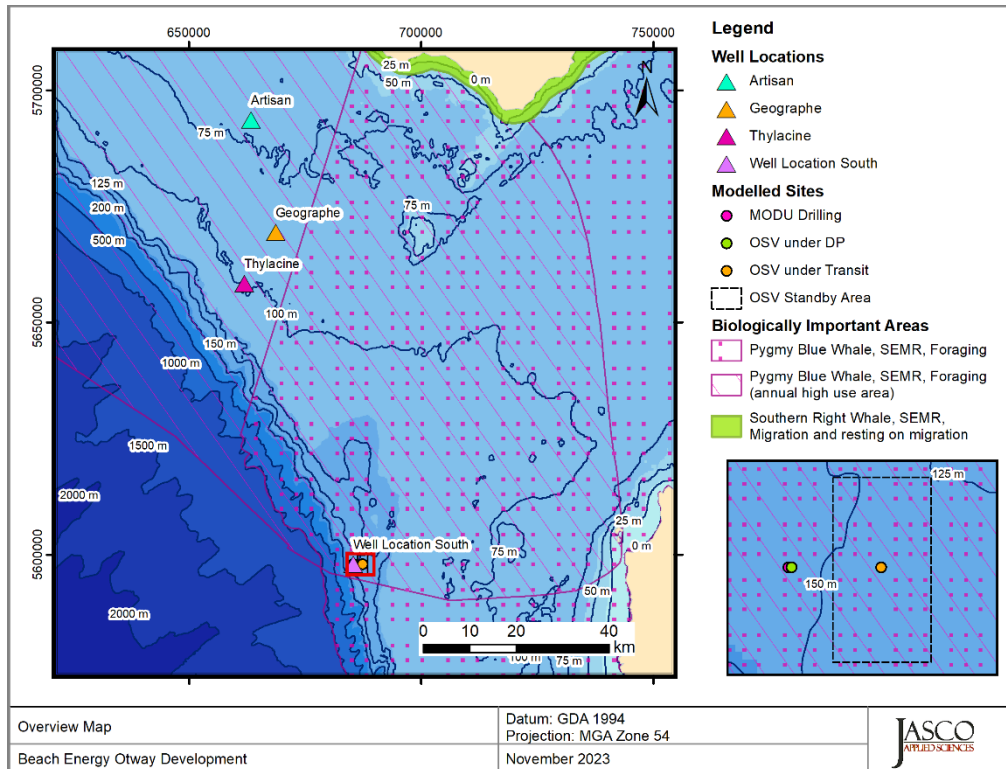 650000
700000
750000
5700000
5650000
5600000
25 m
50 m
0 m
N
Artisan
75 m
125 m
200 m
500 m
Geographe
75 m
Thylacine
100 m
150 m
1000 m
1500 m
2000 m
Well Location South
75 m
25 m
0 m
50 m
2000 m
0 10 20 40
km
100 m
75 m
Legend
Well Locations
Artisan
Geographe
Thylacine
Well Location South
Modelled Sites
MODU Drilling
OSV under DP
OSV under Transit
OSV Standby Area
Biologically Important Areas
Pygmy Blue Whale, SEMR, Foraging
Pygmy Blue Whale, SEMR, Foraging
(annual high use area)
Southern Right Whale, SEMR,
Migration and resting on migration
125 m
150 m
Overview Map
Datum: GDA 1994
Projection: MGA Zone 54
Beach Energy Otway Development
November 2023
JASCO
APPLIED SCIENCES